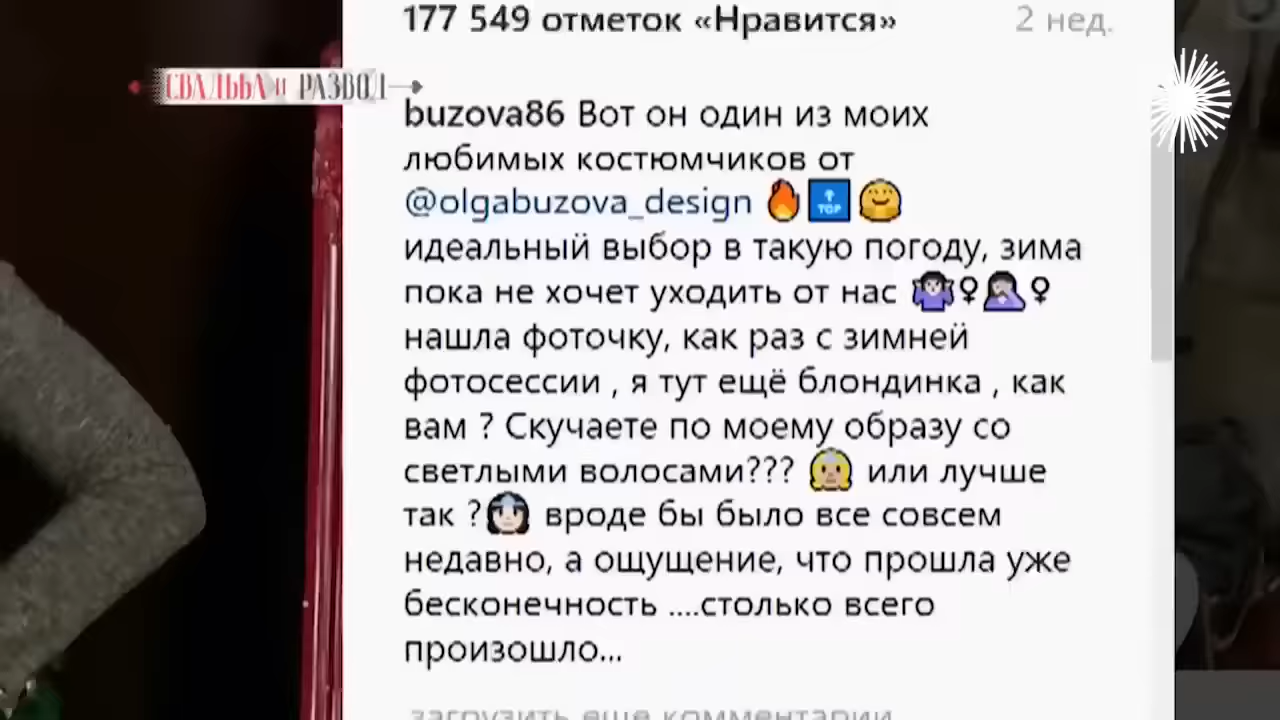 177 549 отметок «Нравится» 2 нед.
СВАДЬБА и РАЗВОД
buzova86 Вот он один из моих
любимых костюмчиков от
@olgabuzova_design 🔥🔝🤗
идеальный выбор в такую погоду, зима
пока не хочет уходить от нас 🤷🏻♀🤦🏻♀
нашла фоточку, как раз с зимней
фотосессии , я тут ещё блондинка , как
вам ? Скучаете по моему образу со
светлыми волосами??? 👸🏼 или лучше
так ?👸🏻 вроде бы было все совсем
недавно, а ощущение, что прошла уже
бесконечность ....столько всего
произошло...
загрузить еще комментарии